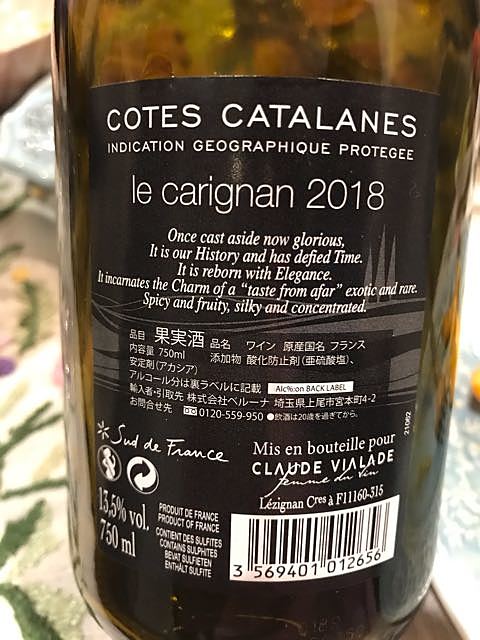 COTES CATALANES
INDICATION GEOGRAPHIQUE PROTEGEE
le carignan 2018
Once cast aside now glorious,
It is our History and has defied Time.
It is reborn with Elegance.
It incarnates the Charm of a “taste from afar” exotic and rare.
Spicy and fruity, silky and concentrated.
品目 果実酒 品名 ワイン 原産国名 フランス
内容量 750ml 添加物 酸化防止剤(亜硫酸塩)、
安定剤(アカシア)
アルコール分は裏ラベルに記載 Alc%:on BACK LABEL
輸入者・引取先 株式会社ベルーナ 埼玉県上尾市宮本町4-2
お問合せ先 0120-559-950 ●飲酒は20歳を過ぎてから。
21062
Sud de France
Mis en bouteille pour
CLAUDE VIALADE
femme du vin
Lézignan Cres à F11160-315
13,5% vol.
750 ml
PRODUIT DE FRANCE
PRODUCT OF FRANCE
CONTIENT DES SULFITES
CONTAINS SULPHITES
BEVAT SULFIETEN
ENTHÄLT SULFITE
3 569401 012656